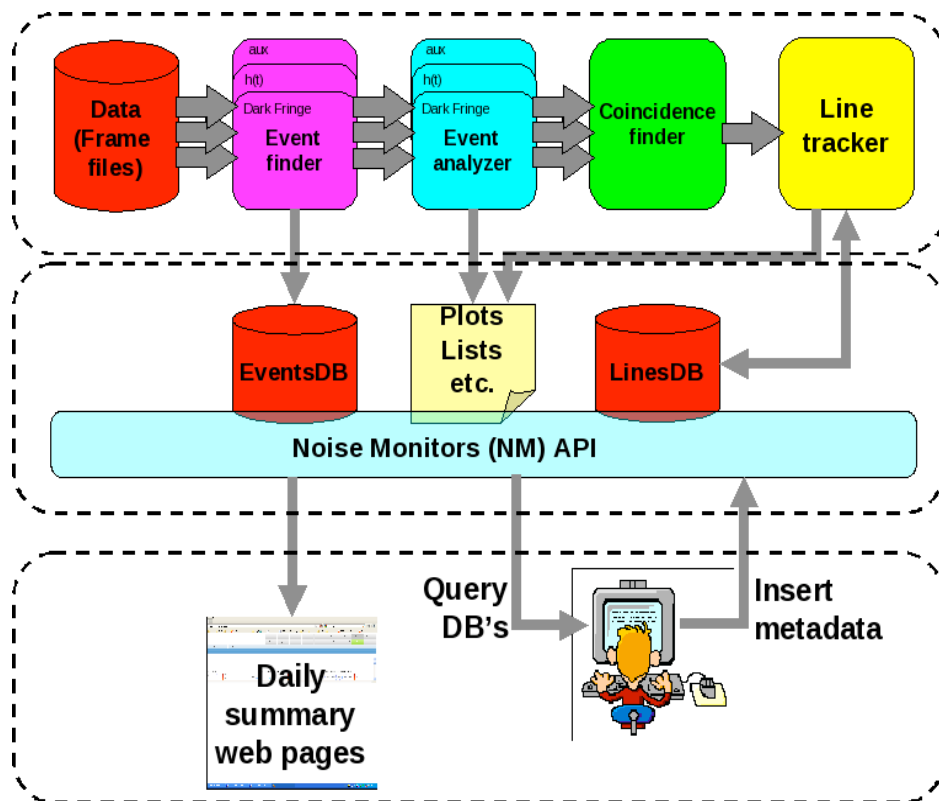 Data
(Frame
files)
aux
h(t)
Dark Fringe
Event
finder
aux
h(t)
Dark Fringe
Event
analyzer
Coincidence
finder
Line
tracker
EventsDB
Plots
Lists
etc.
LinesDB
Noise Monitors (NM) API
Query
DB's
Insert
metadata
Daily
summary
web pages